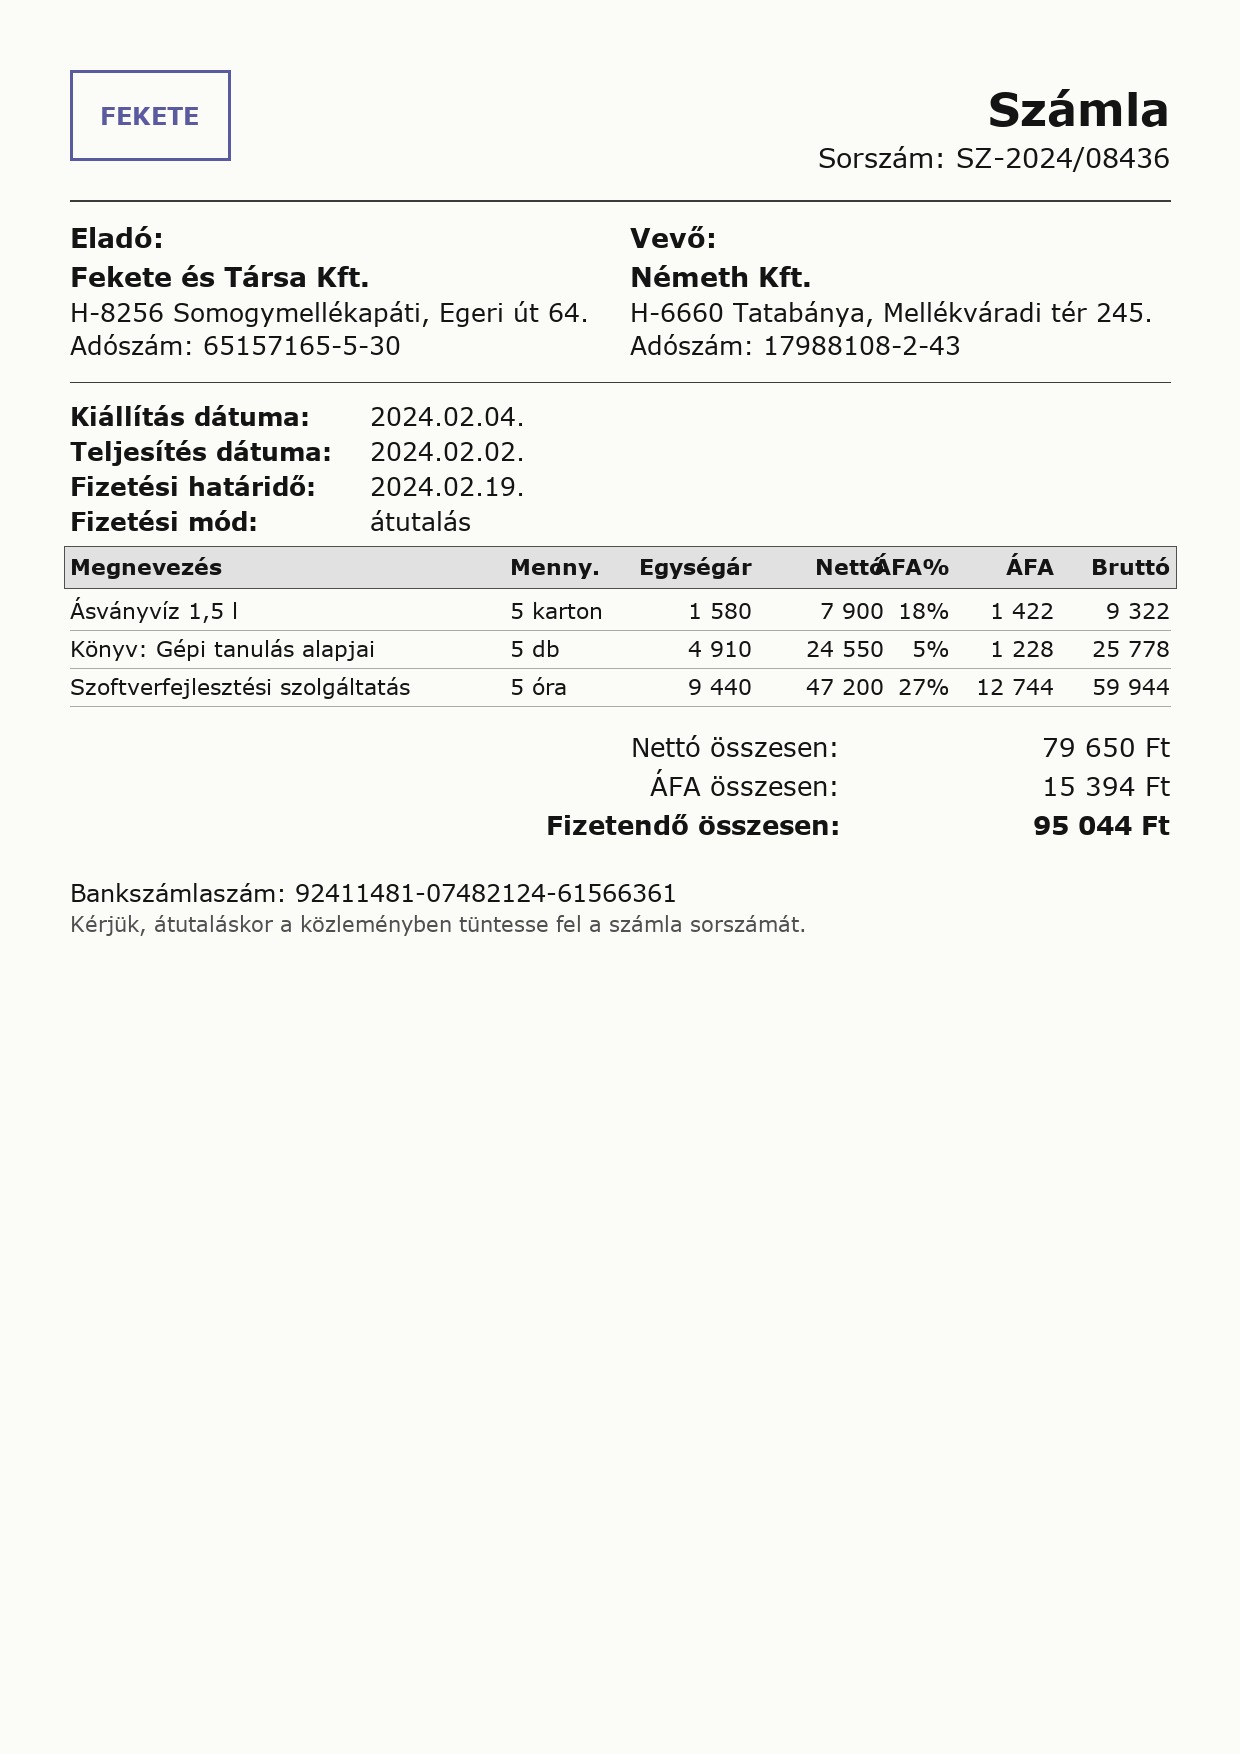 FEKETE
Számla
Sorszám: SZ-2024/08436
Eladó:
Fekete és Társa Kft.
H-8256 Somogymellékapáti, Egeri út 64.
Adószám: 65157165-5-30
Vevő:
Németh Kft.
H-6660 Tatabánya, Mellékváradi tér 245.
Adószám: 17988108-2-43
Kiállítás dátuma: 2024.02.04.
Teljesítés dátuma: 2024.02.02.
Fizetési határidő: 2024.02.19.
Fizetési mód: átutalás
Megnevezés Menny. Egységár Nettó ÁFA% ÁFA Bruttó
Ásványvíz 1,5 l 5 karton 1 580 7 900 18% 1 422 9 322
Könyv: Gépi tanulás alapjai 5 db 4 910 24 550 5% 1 228 25 778
Szoftverfejlesztési szolgáltatás 5 óra 9 440 47 200 27% 12 744 59 944
Nettó összesen: 79 650 Ft
ÁFA összesen: 15 394 Ft
Fizetendő összesen: 95 044 Ft
Bankszámlaszám: 92411481-07482124-61566361
Kérjük, átutaláskor a közleményben tüntesse fel a számla sorszámát.